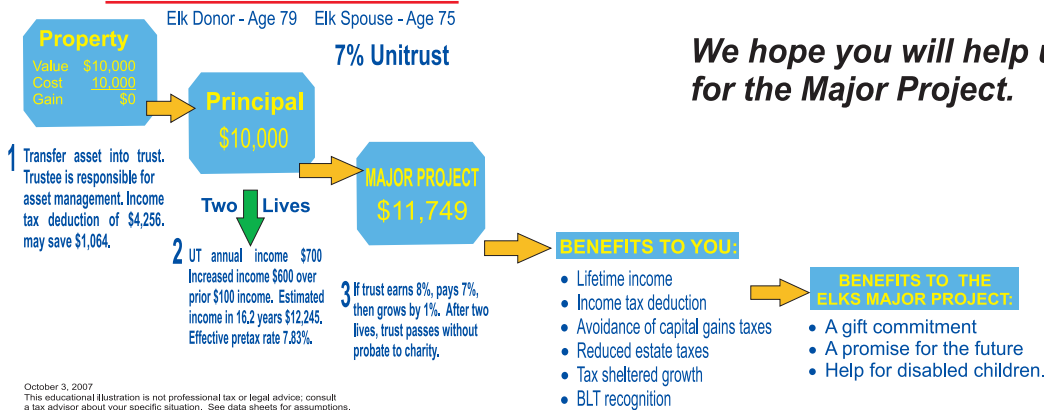 Elk Donor - Age 79 Elk Spouse - Age 75
7% Unitrust
We hope you will help
for the Major Project.
Property
Value $10,000
Cost 10,000
Gain $0
Principal
$10,000
MAJOR PROJECT
$11,749
1 Transfer asset into trust.
Trustee is responsible for
asset management. Income
tax deduction of $4,256.
may save $1,064.
Two Lives
2 UT annual income $700
Increased income $600 over
prior $100 income. Estimated
income in 16.2 years $12,245.
Effective pretax rate 7.83%.
3 If trust earns 8%, pays 7%,
then grows by 1%. After two
lives, trust passes without
probate to charity.
BENEFITS TO YOU:
• Lifetime income
• Income tax deduction
• Avoidance of capital gains taxes
• Reduced estate taxes
• Tax sheltered growth
• BLT recognition
BENEFITS TO THE
ELKS MAJOR PROJECT:
• A gift commitment
• A promise for the future
• Help for disabled children.
October 3, 2007
This educational illustration is not professional tax or legal advice; consult
a tax advisor about your specific situation. See data sheets for assumptions.